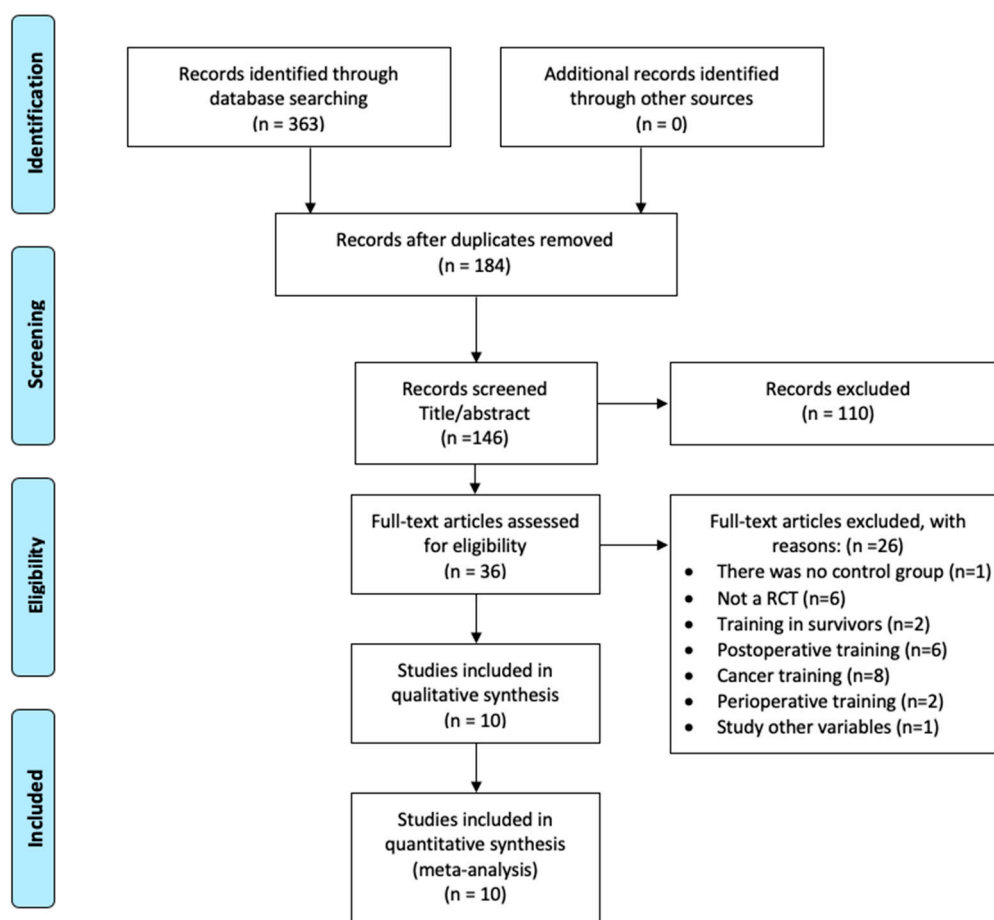 Identification
Records identified through
database searching
(n = 363)
Additional records identified
through other sources
(n = 0)
Records after duplicates removed
(n = 184)
Screening
Records screened
Title/abstract
(n =146)
Records excluded
(n = 110)
Eligibility
Full-text articles assessed
for eligibility
(n = 36)
Full-text articles excluded, with
reasons: (n =26)
• There was no control group (n=1)
• Not a RCT (n=6)
• Training in survivors (n=2)
• Postoperative training (n=6)
• Cancer training (n=8)
• Perioperative training (n=2)
• Study other variables (n=1)
Studies included in
qualitative synthesis
(n = 10)
Included
Studies included in
quantitative synthesis
(meta-analysis)
(n = 10)